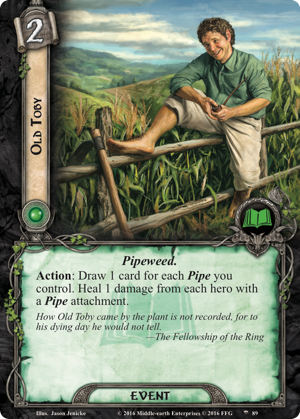 2
OLD TOBY
Pipeweed.
Action: Draw 1 card for each Pipe you
control. Heal 1 damage from each hero with
a Pipe attachment.
How Old Toby came by the plant is not recorded, for to
his dying day he would not tell.
—The Fellowship of the Ring
EVENT
Illus. Jason Jenicke
© 2016 Middle-earth Enterprises © 2016 FFG
89